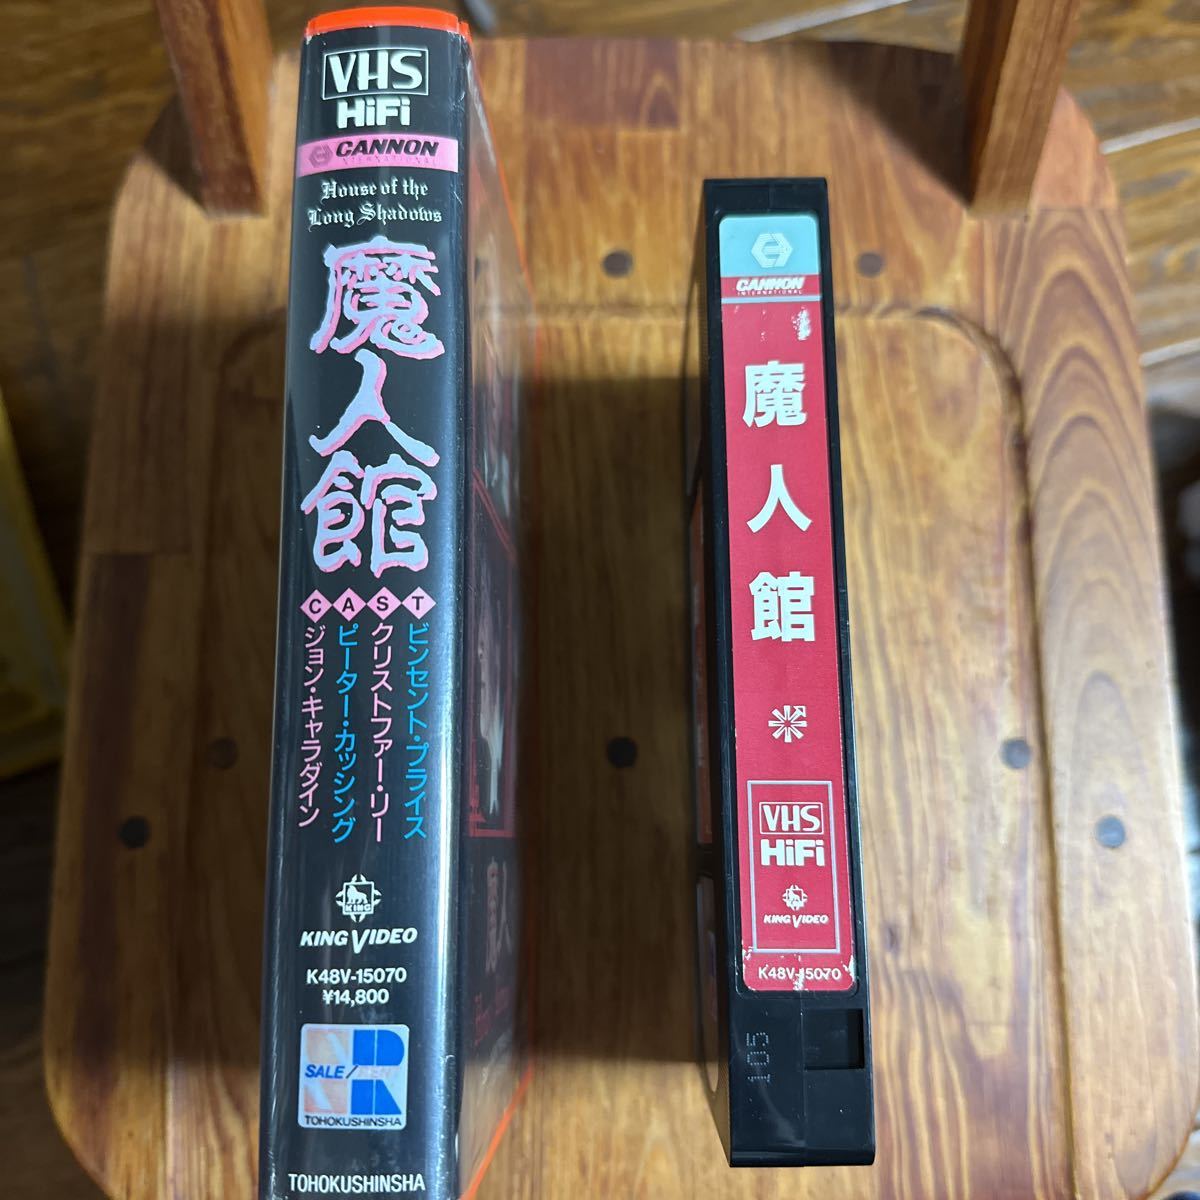 VHS
HiFi
CANNON
INTERNATIONAL
House of the
Long Shadows
魔人館
CAST
ビンセント・プライス
クリストファー・リー
ピーター・カッシング
ジョン・キャラダイン
KING
KING VIDEO
K48V-15070
¥14,800
SALE/RENT
TOHOKUSHINSHA
TOHOKUSHINSHA
CANNON
INTERNATIONAL
魔人館
VHS
HiFi
KING VIDEO
K48V-15070
105